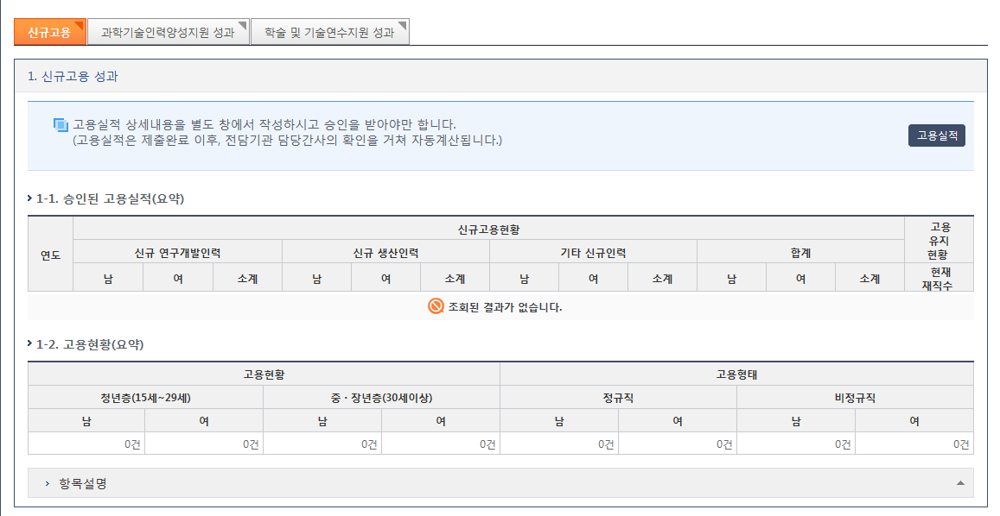 신규고용 과학기술인력양성지원 성과 학술 및 기술연수지원 성과
1. 신규고용 성과
고용실적 상세내용을 별도 창에서 작성하시고 승인을 받아야만 합니다.
(고용실적은 제출완료 이후, 전담기관 담당간사의 확인을 거쳐 자동계산됩니다.)
고용실적
1-1. 승인된 고용실적(요약)
연도 신규고용현황 고용 유지 현황
신규 연구개발인력 신규 생산인력 기타 신규인력 합계
남 여 소계 남 여 소계 남 여 소계 남 여 소계 현재 재직수
조회된 결과가 없습니다.
1-2. 고용현황(요약)
고용현황 고용형태
청년층(15세~29세) 중 · 장년층(30세이상) 정규직 비정규직
남 여 남 여 남 여 남 여
0건 0건 0건 0건 0건 0건 0건 0건
항목설명